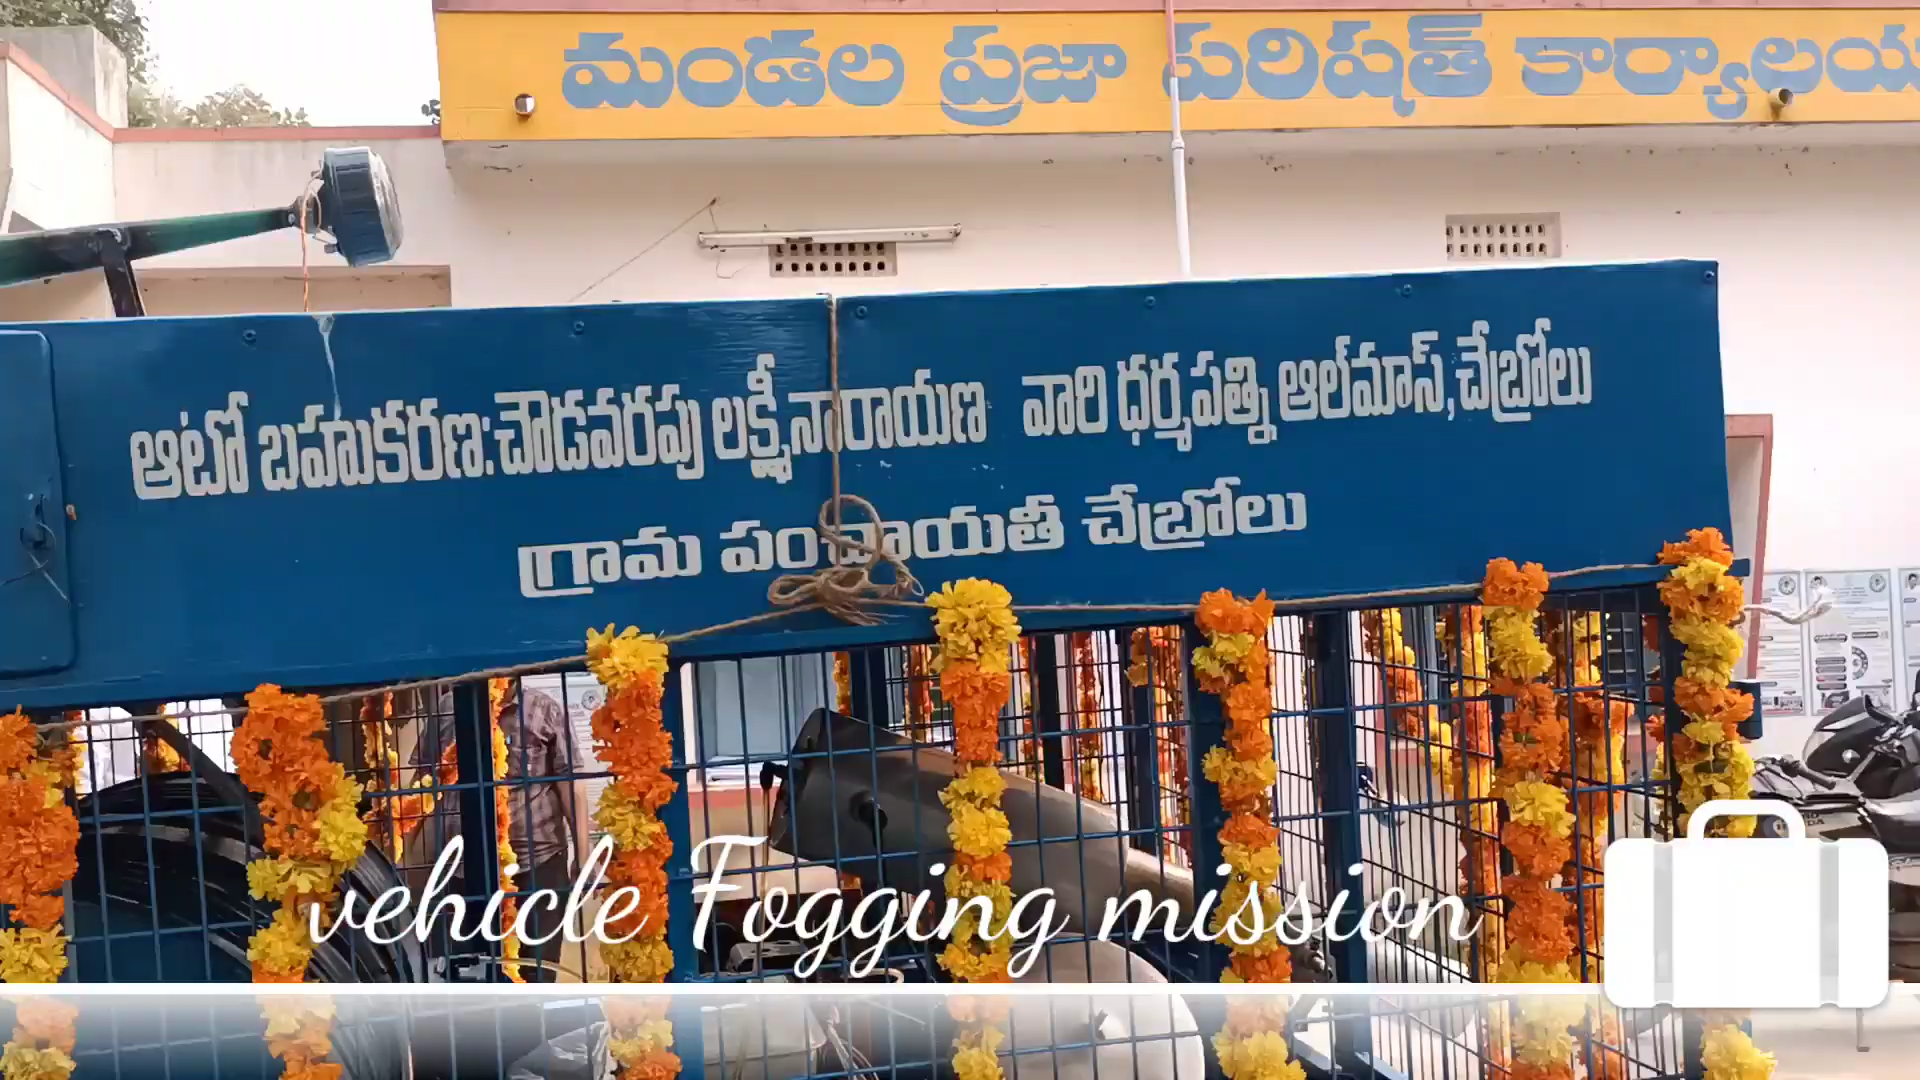 మండల ప్రజా పరిషత్ కార్యాలయ
ఆటో బహుకరణ:చౌడవరపు లక్ష్మీనారాయణ వారి ధర్మపత్ని ఆల్‌మాస్,చేబ్రోలు
గ్రామ పంచాయతీ చేబ్రోలు
vehicle Fogging mission